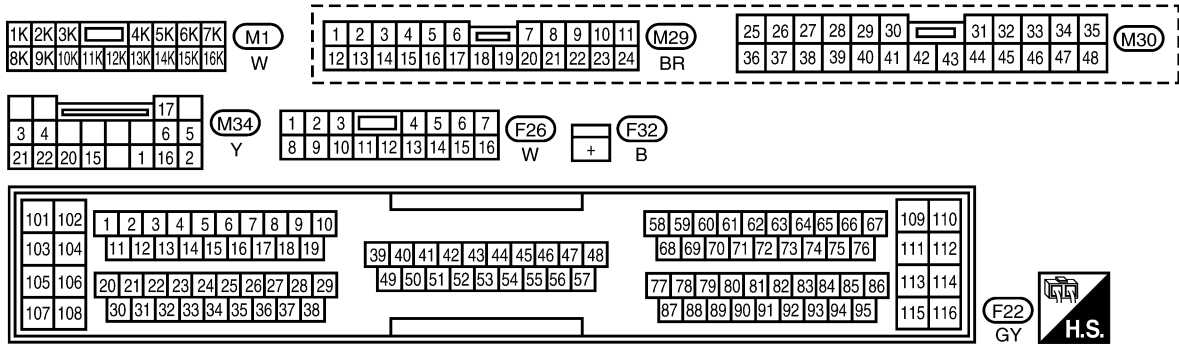 1K 2K 3K 4K 5K 6K 7K
8K 9K 10K 11K 12K 13K 14K 15K 16K
M1
W
1 2 3 4 5 6 7 8 9 10 11
12 13 14 15 16 17 18 19 20 21 22 23 24
M29
BR
25 26 27 28 29 30 31 32 33 34 35
36 37 38 39 40 41 42 43 44 45 46 47 48
M30
17
3 4 6 5
21 22 20 15 1 16 2
M34
Y
1 2 3 4 5 6 7
8 9 10 11 12 13 14 15 16
F26
W
+
F32
B
101 102
103 104
105 106
107 108
1 2 3 4 5 6 7 8 9 10
11 12 13 14 15 16 17 18 19
20 21 22 23 24 25 26 27 28 29
30 31 32 33 34 35 36 37 38
39 40 41 42 43 44 45 46 47 48
49 50 51 52 53 54 55 56 57
58 59 60 61 62 63 64 65 66 67
68 69 70 71 72 73 74 75 76
77 78 79 80 81 82 83 84 85 86
87 88 89 90 91 92 93 94 95
109 110
111 112
113 114
115 116
F22
GY
H.S.